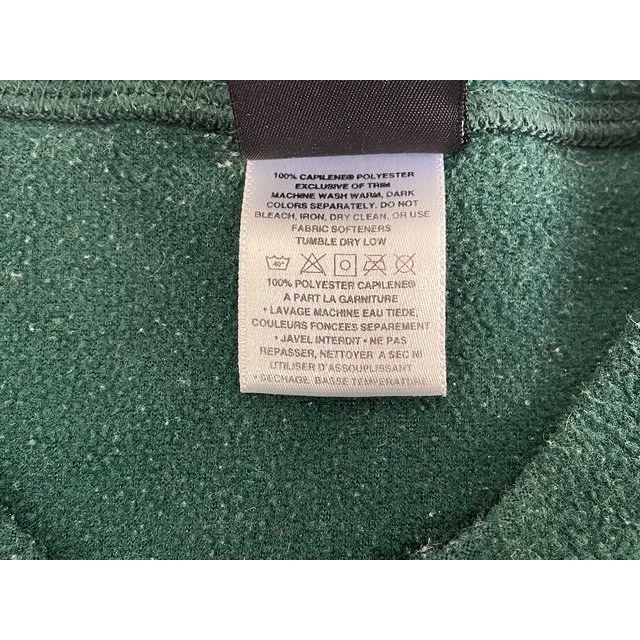 100% CAPILENE® POLYESTER
EXCLUSIVE OF TRIM
MACHINE WASH WARM, DARK
COLORS SEPARATELY. DO NOT
BLEACH, IRON, DRY CLEAN, OR USE
FABRIC SOFTENERS
TUMBLE DRY LOW
40°
100% POLYESTER CAPILENE®
A PART LA GARNITURE
• LAVAGE MACHINE EAU TIEDE,
COULEURS FONCEES SEPAREMENT
• JAVEL INTERDIT • NE PAS
REPASSER, NETTOYER A SEC NI
UTILISER D'ASSOUPLISSANT
• SECHAGE BASSE TEMPERATURE